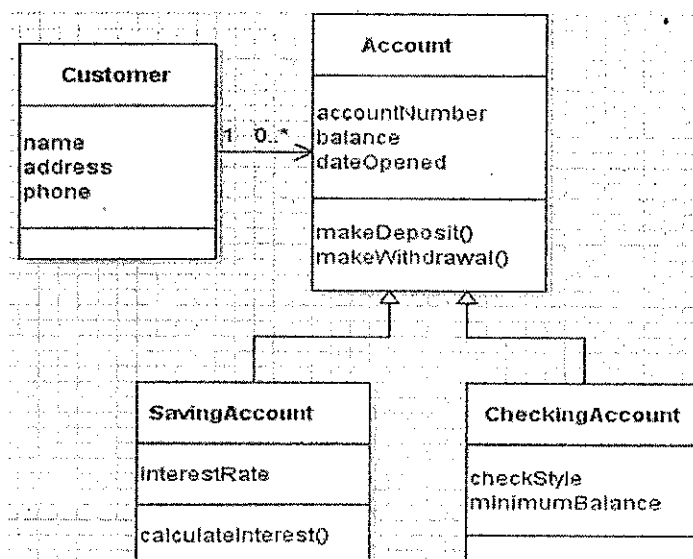 Customer
name
address
phone
1 0..*
Account
accountNumber
balance
dateOpened
makeDeposit()
makeWithdrawal()
SavingAccount
interestRate
calculateInterest()
CheckingAccount
checkStyle
minimumBalance